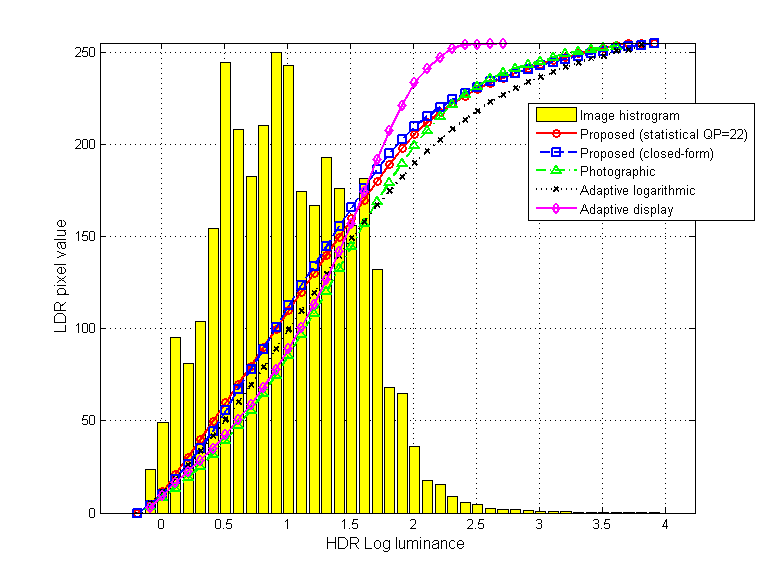 250
200
150
100
50
0
LDR pixel value
Image histrogram
Proposed (statistical QP=22)
Proposed (closed-form)
Photographic
Adaptive logarithmic
Adaptive display
0 0.5 1 1.5 2 2.5 3 3.5 4
HDR Log luminance